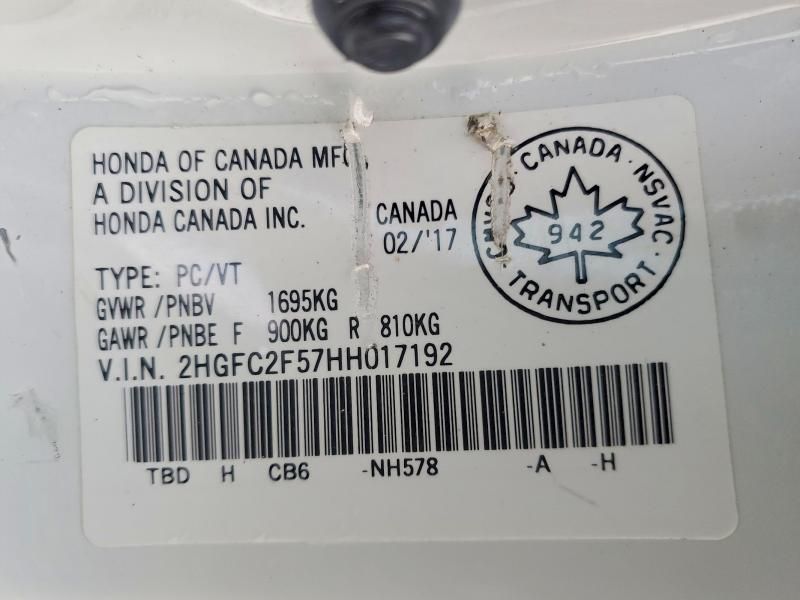 HONDA OF CANADA MFG.
A DIVISION OF
HONDA CANADA INC.
CANADA
02/'17
TYPE: PC/VT
GVWR/PNBV 1695KG
GAWR/PNBE F 900KG R 810KG
V.I.N. 2HGFC2F57HH017192
TBD H CB6 -NH578 -A -H
CANADA · NSVAC ·
942
TRANSPORT